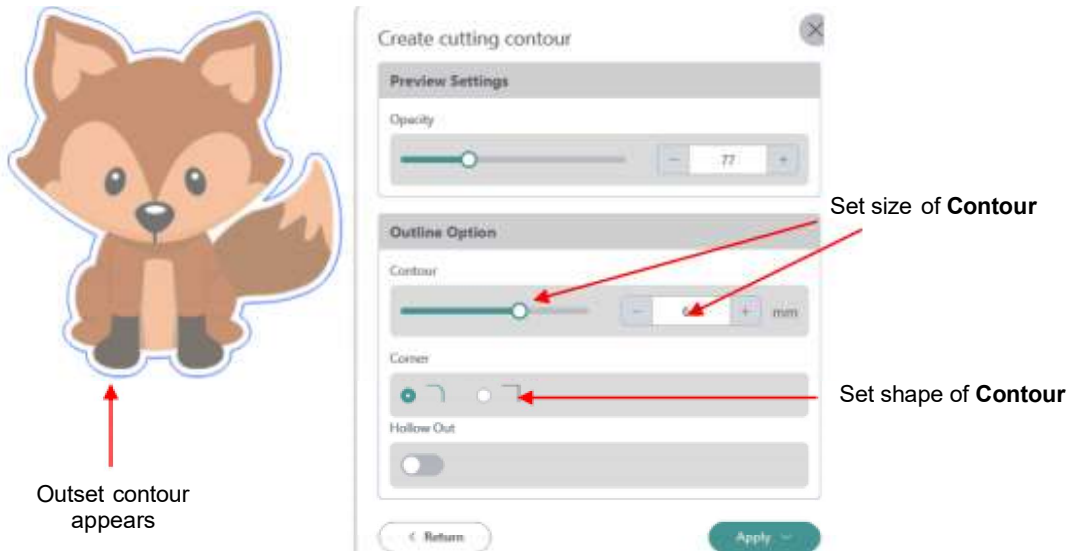 Create cutting contour
Preview Settings
Opacity
77
Set size of Contour
Outline Option
Contour
mm
Corner
Set shape of Contour
Hollow Out
Outset contour
appears
< Return
Apply